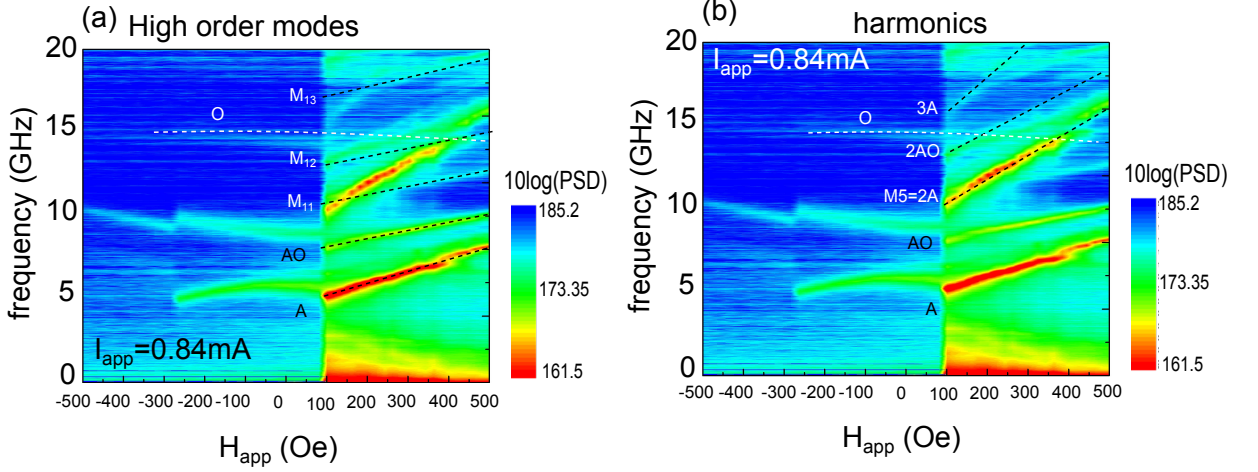 (a) High order modes
20
15
10
5
0
frequency (GHz)
M13
O
M12
M11
AO
A
Iapp=0.84mA
-500 -400 -300 -200 -100 0 100 200 300 400 500
Happ (Oe)
10log(PSD)
185.2
173.35
161.5
(b) harmonics
Iapp=0.84mA
20
15
10
5
0
frequency (GHz)
3A
O
2AO
M5=2A
AO
A
-500 -400 -300 -200 -100 0 100 200 300 400 500
Happ (Oe)
10log(PSD)
185.2
173.35
161.5